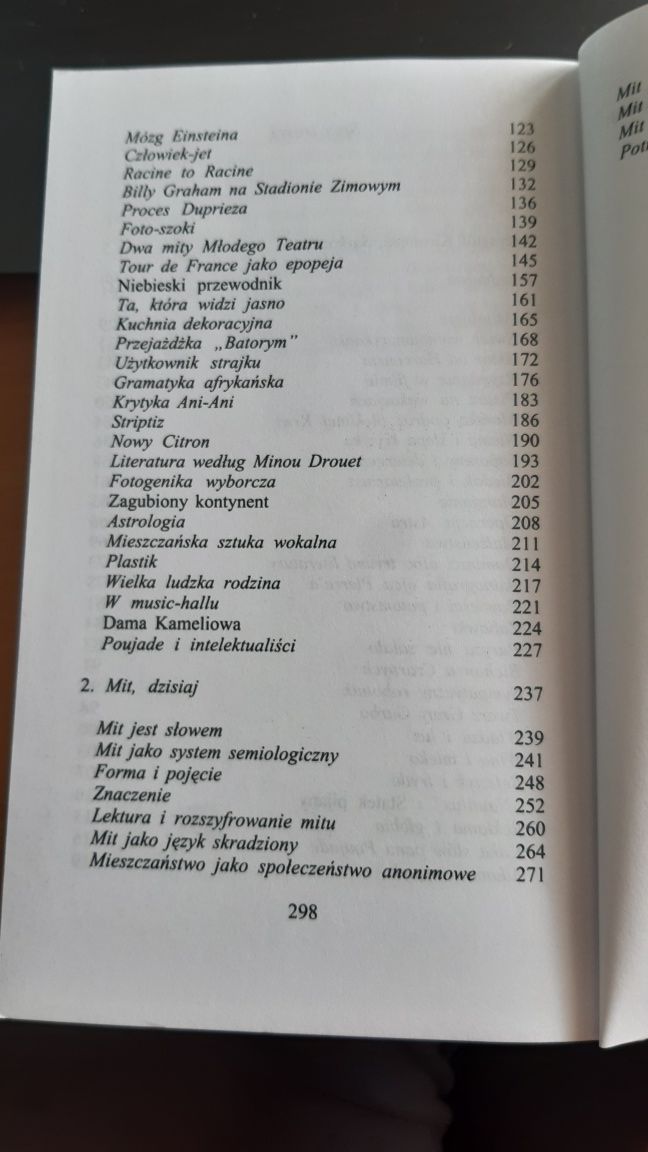 Mózg Einsteina 123
Człowiek-jet 126
Racine to Racine 129
Billy Graham na Stadionie Zimowym 132
Proces Duprieza 136
Foto-szoki 139
Dwa mity Młodego Teatru 142
Tour de France jako epopeja 145
Niebieski przewodnik 157
Ta, która widzi jasno 161
Kuchnia dekoracyjna 165
Przejażdżka „Batorym” 168
Użytkownik strajku 172
Gramatyka afrykańska 176
Krytyka Ani-Ani 183
Striptiz 186
Nowy Citron 190
Literatura według Minou Drouet 193
Fotogenika wyborcza 202
Zagubiony kontynent 205
Astrologia 208
Mieszczańska sztuka wokalna 211
Plastik 214
Wielka ludzka rodzina 217
W music-hallu 221
Dama Kameliowa 224
Poujade i intelektualiści 227
2. Mit, dzisiaj 237
Mit jest słowem 239
Mit jako system semiologiczny 241
Forma i pojęcie 248
Znaczenie 252
Lektura i rozszyfrowanie mitu 260
Mit jako język skradziony 264
Mieszczaństwo jako społeczeństwo anonimowe 271
298
Mit
Mit
Mit